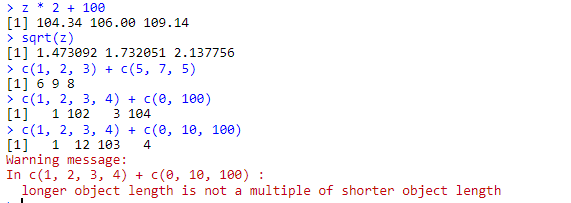 > z * 2 + 100
[1] 104.34 106.00 109.14
> sqrt(z)
[1] 1.473092 1.732051 2.137756
> c(1, 2, 3) + c(5, 7, 5)
[1] 6 9 8
> c(1, 2, 3, 4) + c(0, 100)
[1]   1 102   3 104
> c(1, 2, 3, 4) + c(0, 10, 100)
[1]   1  12 103   4
Warning message:
In c(1, 2, 3, 4) + c(0, 10, 100) :
  longer object length is not a multiple of shorter object length